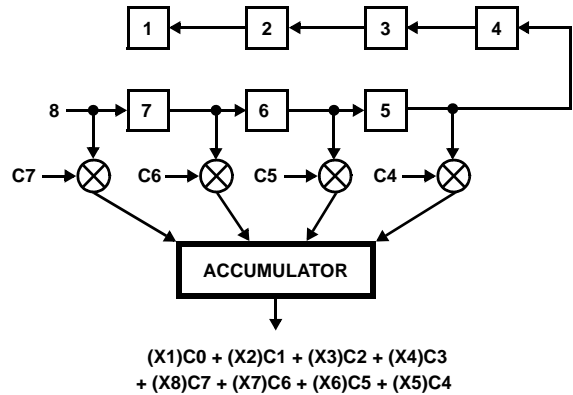 1 2 3 4
8 7 6 5
C7 C6 C5 C4
ACCUMULATOR
(X1)C0 + (X2)C1 + (X3)C2 + (X4)C3
+ (X8)C7 + (X7)C6 + (X6)C5 + (X5)C4